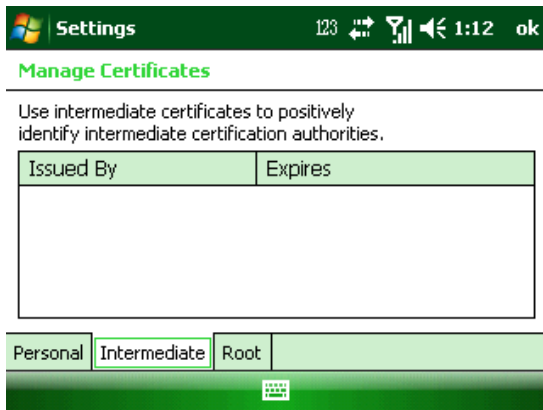 Settings 123 1:12 ok
Manage Certificates
Use intermediate certificates to positively
identify intermediate certification authorities.
Issued By Expires
Personal Intermediate Root